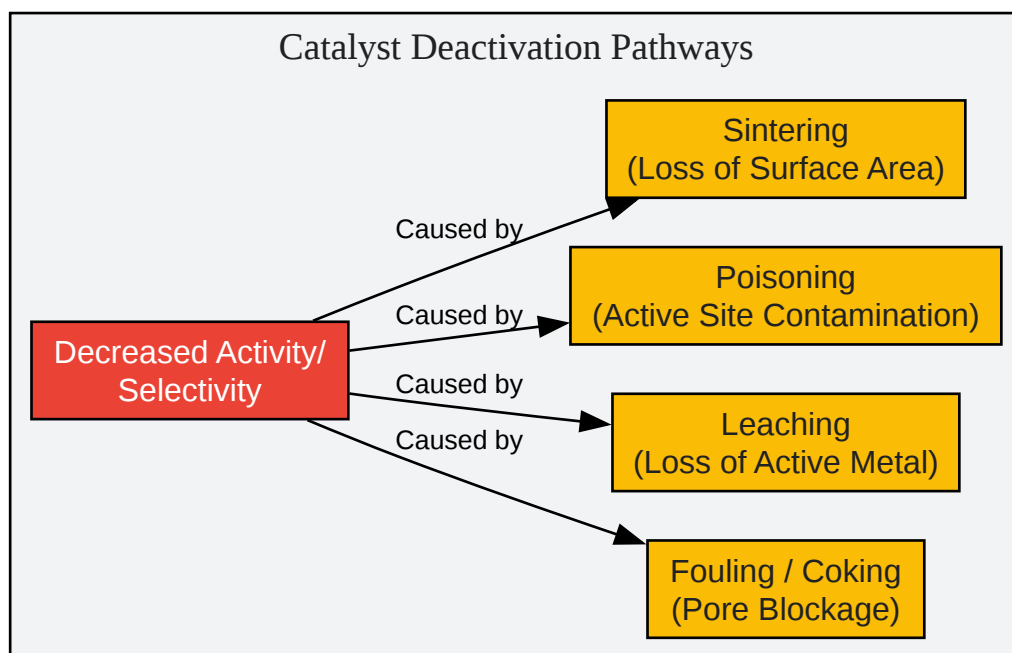 Catalyst Deactivation Pathways
Sintering
(Loss of Surface Area)
Caused by
Poisoning
(Active Site Contamination)
Caused by
Decreased Activity/
Selectivity
Caused by
Leaching
(Loss of Active Metal)
Caused by
Fouling / Coking
(Pore Blockage)